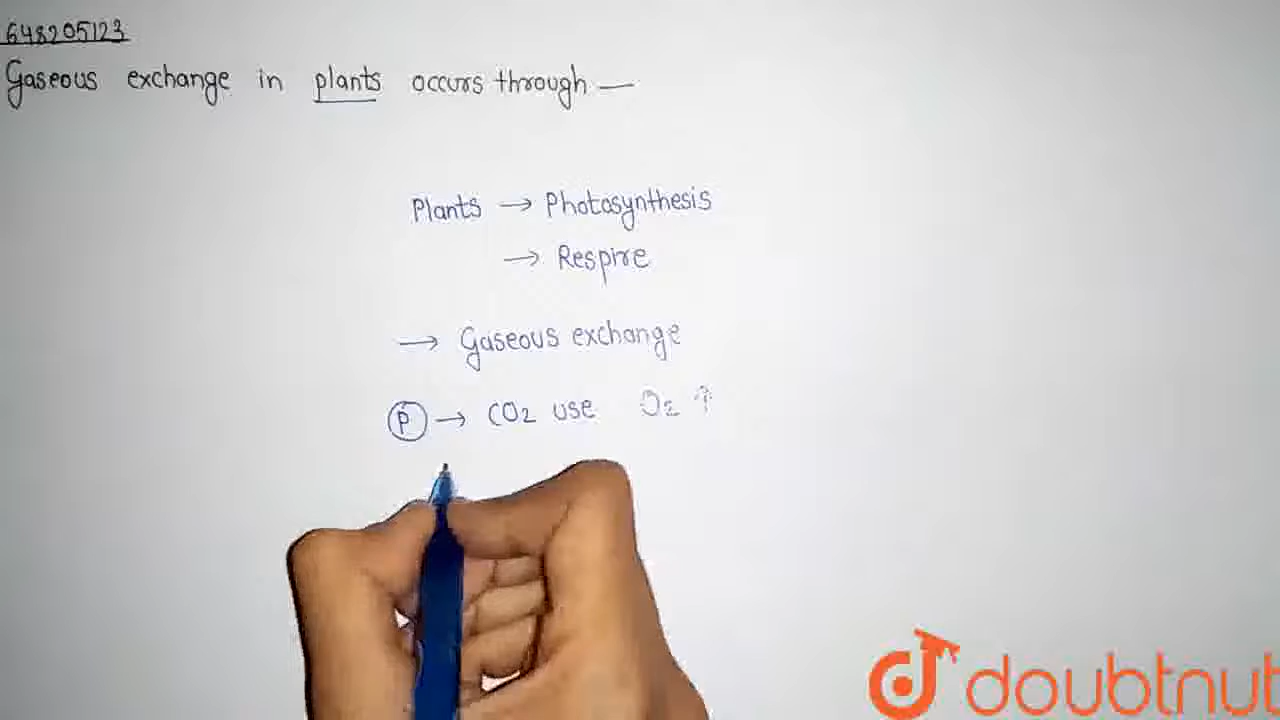 648205123
Gaseous exchange in plants occurs through —
Plants → Photosynthesis
→ Respire
→ Gaseous exchange
(P) → CO2 use O2 ↑
doubtnut